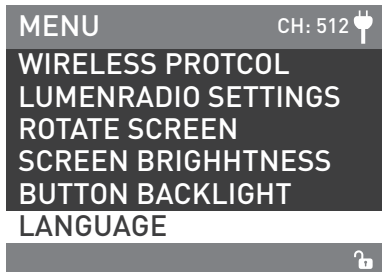 MENU CH: 512
WIRELESS PROTCOL
LUMENRADIO SETTINGS
ROTATE SCREEN
SCREEN BRIGHHTNESS
BUTTON BACKLIGHT
LANGUAGE